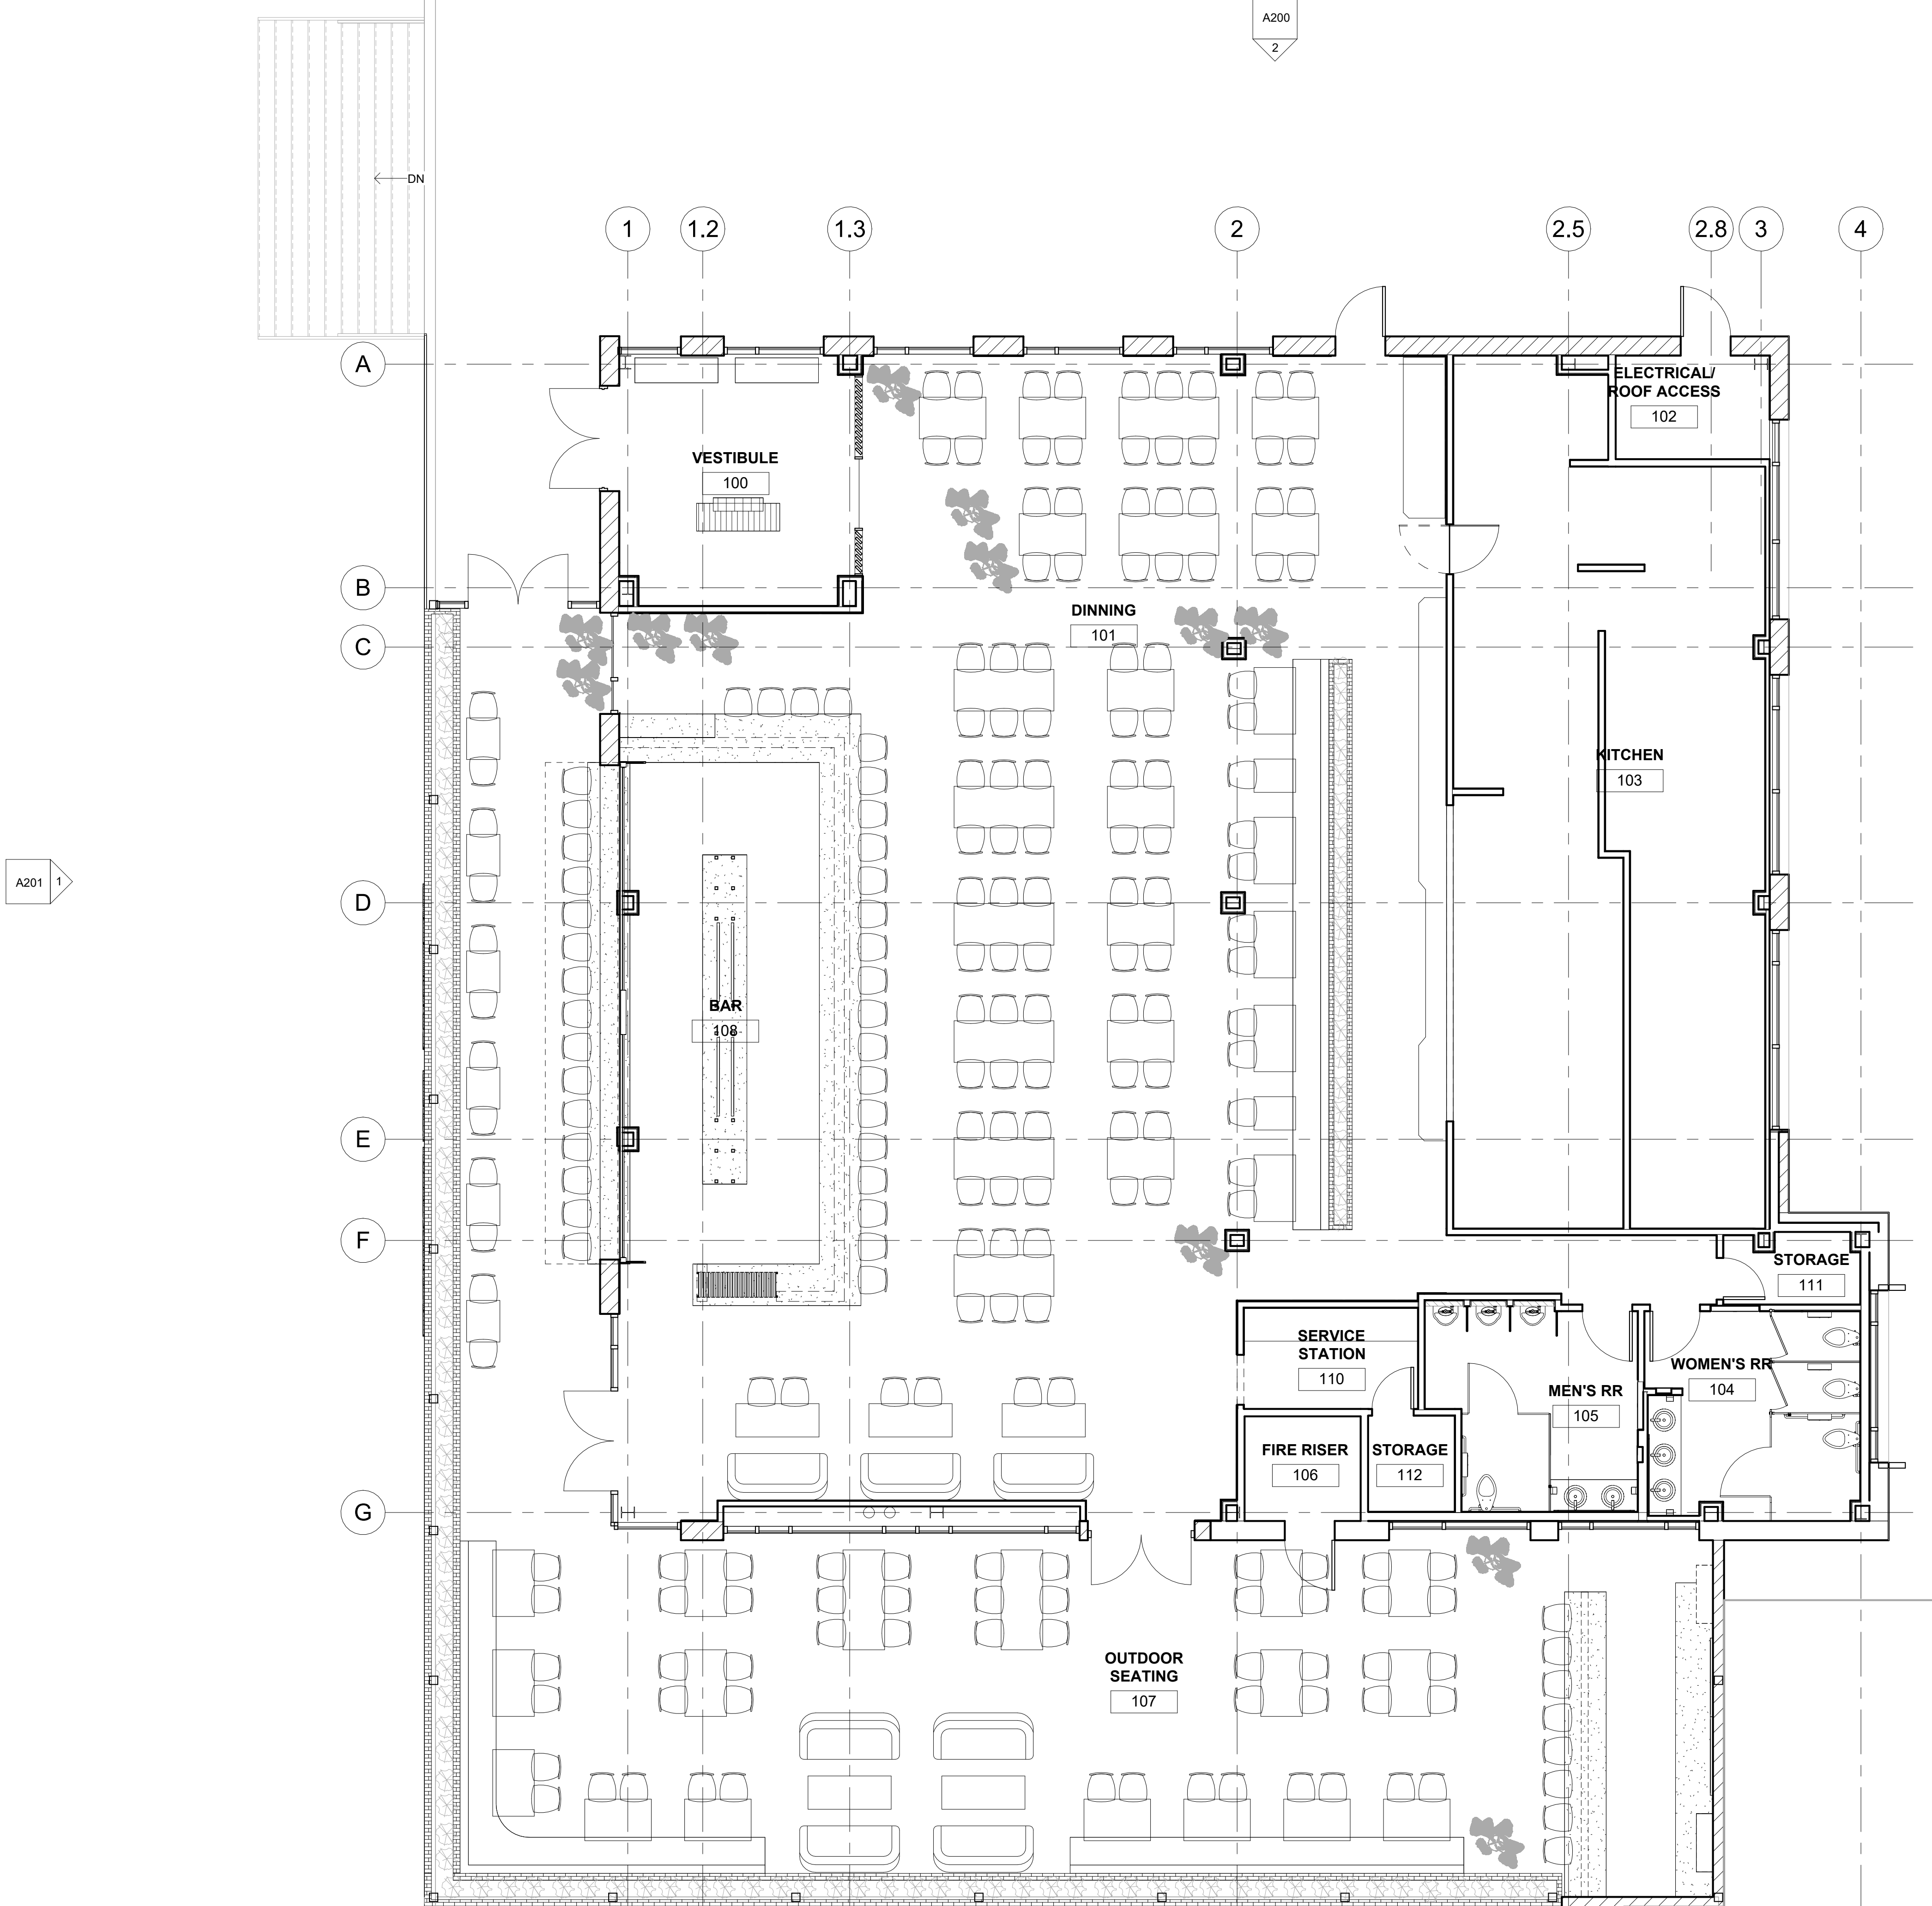 A200
2
DN
1
1.2
1.3
2
2.5
2.8
3
4
A
ELECTRICAL/
ROOF ACCESS
102
VESTIBULE
100
B
DINNING
101
C
KITCHEN
103
A201
1
D
BAR
108
E
F
STORAGE
111
SERVICE
STATION
110
WOMEN'S RR
104
MEN'S RR
105
FIRE RISER
106
STORAGE
112
G
OUTDOOR
SEATING
107